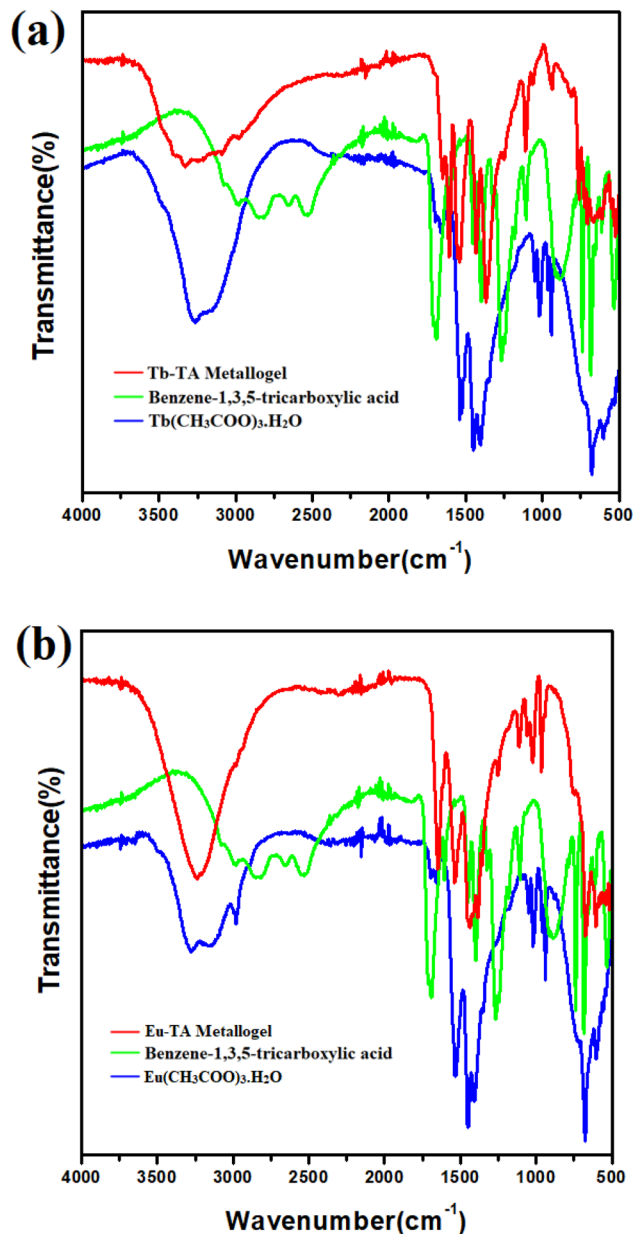 (a)
Transmittance(%)
Tb-TA Metallogel
Benzene-1,3,5-tricarboxylic acid
Tb(CH₃COO)₃.H₂O
4000 3500 3000 2500 2000 1500 1000 500
Wavenumber(cm⁻¹)
(b)
Transmittance(%)
Eu-TA Metallogel
Benzene-1,3,5-tricarboxylic acid
Eu(CH₃COO)₃.H₂O
4000 3500 3000 2500 2000 1500 1000 500
Wavenumber(cm⁻¹)